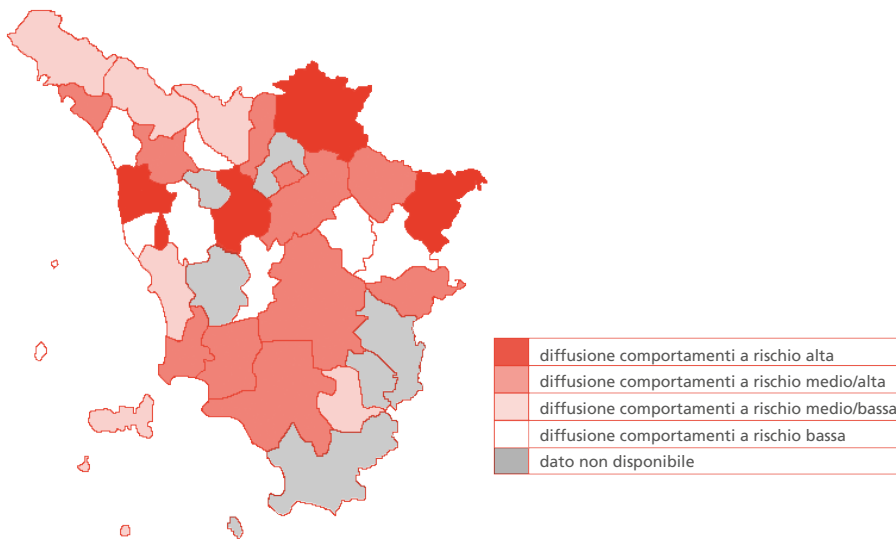 diffusione comportamenti a rischio alta
diffusione comportamenti a rischio medio/alta
diffusione comportamenti a rischio medio/bassa
diffusione comportamenti a rischio bassa
dato non disponibile